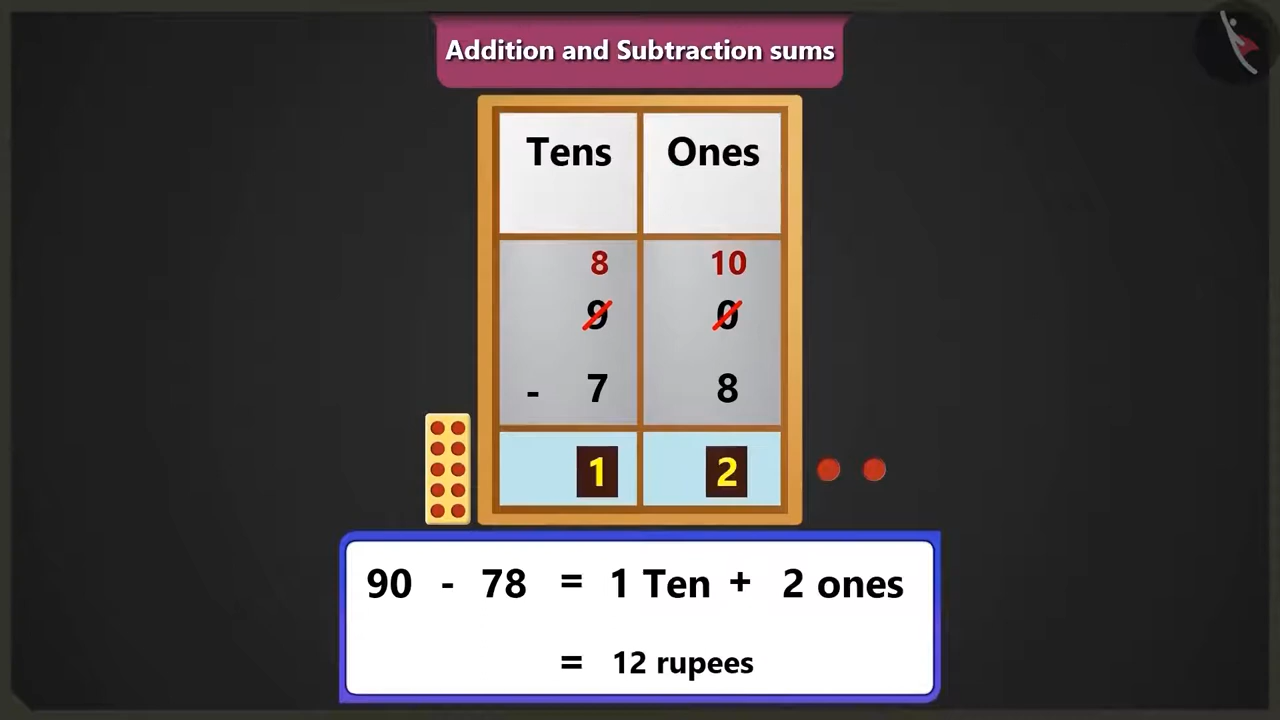 Addition and Subtraction sums
Tens Ones
8 10
9 0
- 7 8
1 2
90 - 78 = 1 Ten + 2 ones
= 12 rupees